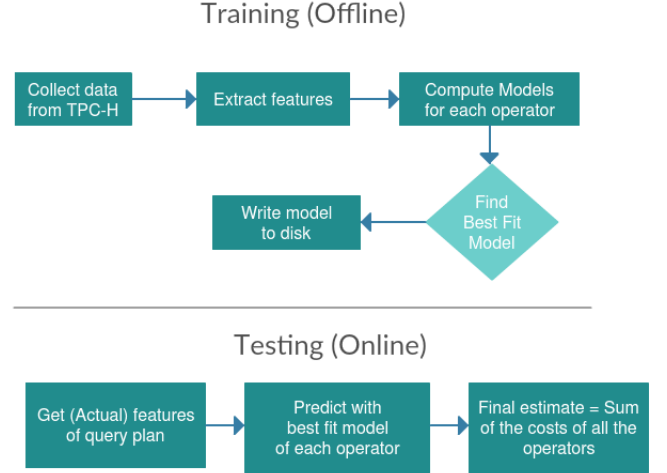 Training (Offline)
Collect data
from TPC-H
Extract features
Compute Models
for each operator
Find
Best Fit
Model
Write model
to disk
Testing (Online)
Get (Actual) features
of query plan
Predict with
best fit model
of each operator
Final estimate = Sum
of the costs of all the
operators